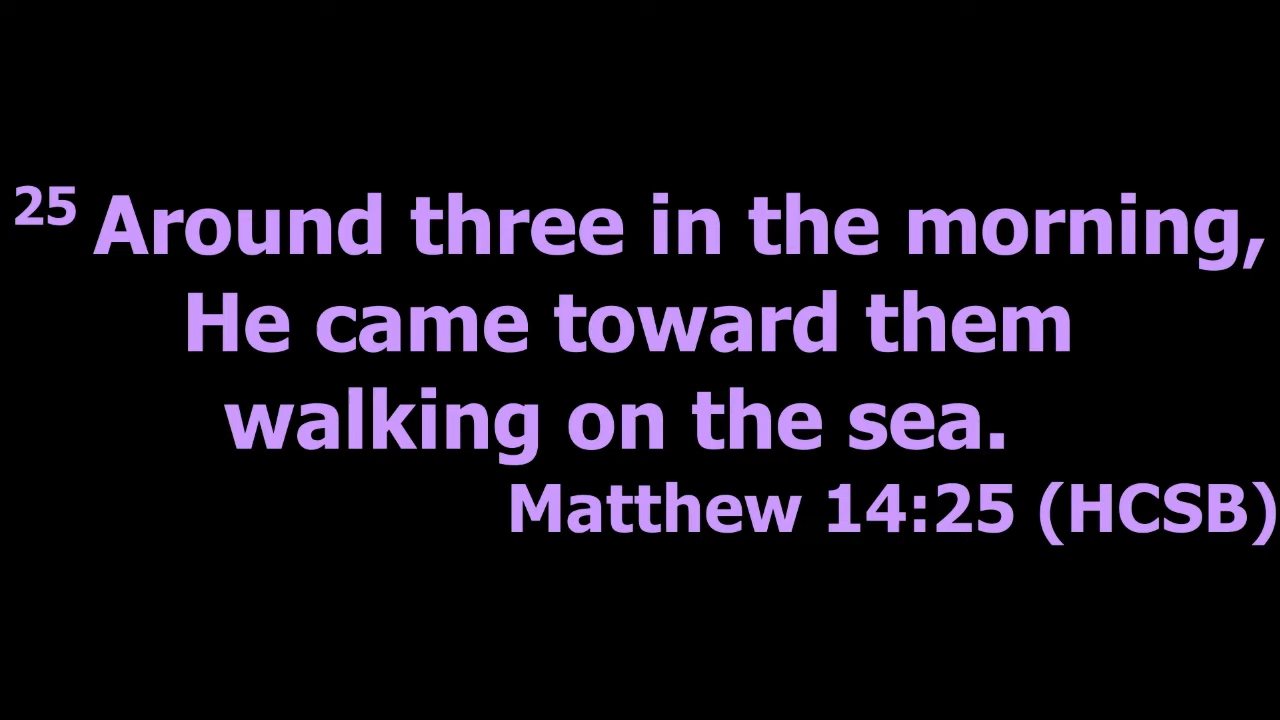 25 Around three in the morning,
He came toward them
walking on the sea.
Matthew 14:25 (HCSB)